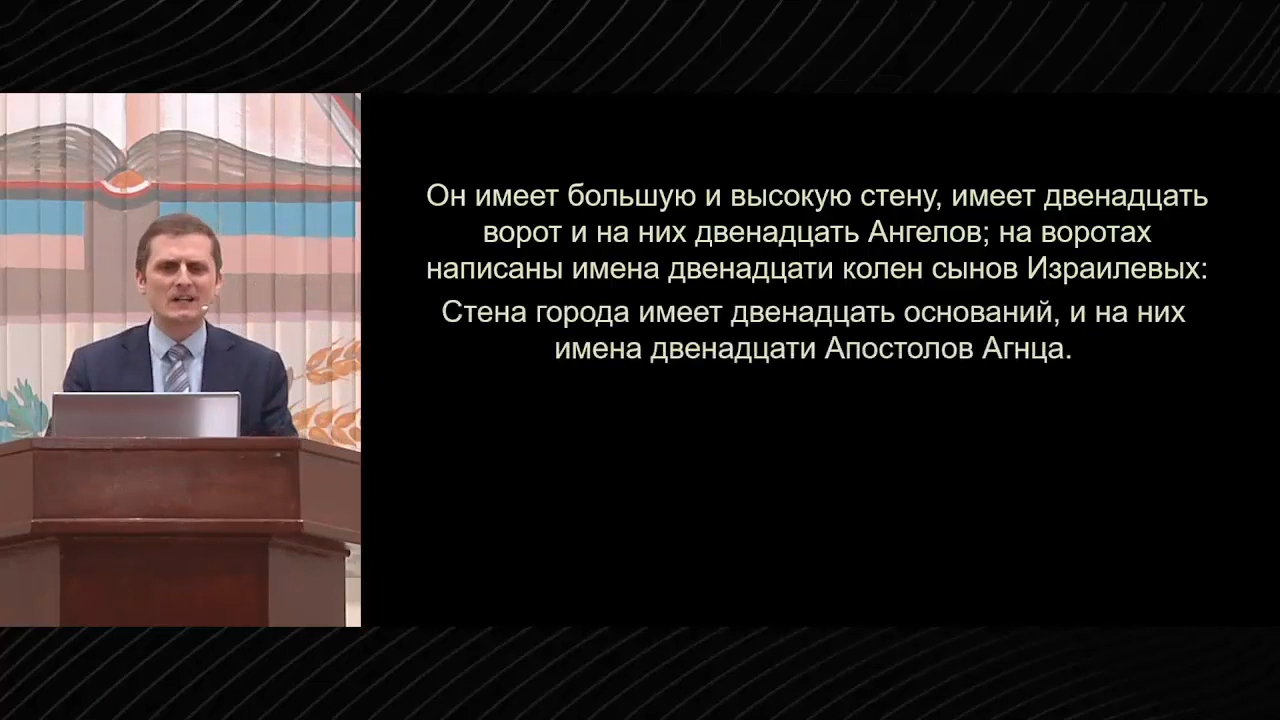 Он имеет большую и высокую стену, имеет двенадцать
ворот и на них двенадцать Ангелов; на воротах
написаны имена двенадцати колен сынов Израилевых:
Стена города имеет двенадцать оснований, и на них
имена двенадцати Апостолов Агнца.